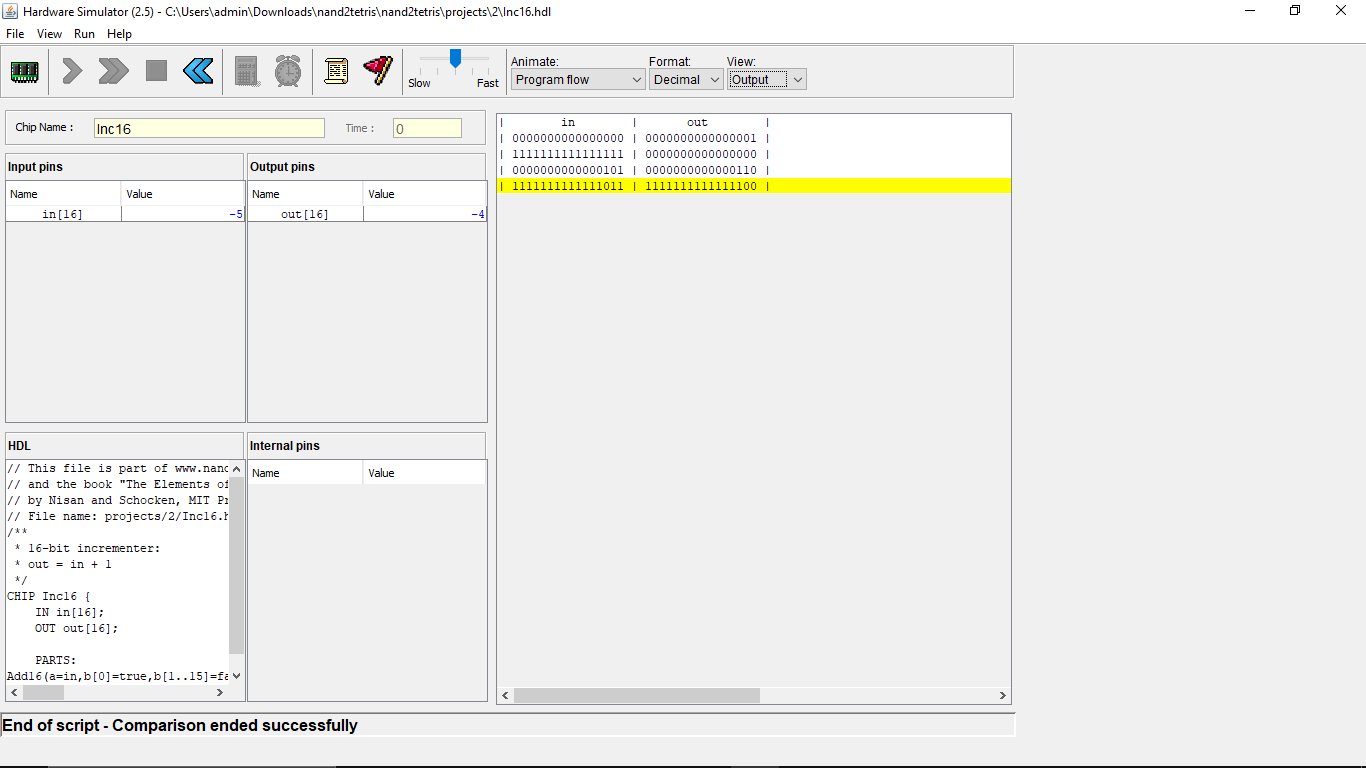 Hardware Simulator (2.5) - C:\Users\admin\Downloads\nand2tetris\nand2tetris\projects\2\Inc16.hdl
File View Run Help
Slow Fast
Animate: Format: View:
Program flow Decimal Output
Chip Name : Inc16 Time : 0
Input pins Output pins
Name Value Name Value
in[16] -5 out[16] -4
| in | out |
| 0000000000000000 | 0000000000000001 |
| 1111111111111111 | 0000000000000000 |
| 0000000000000101 | 0000000000000110 |
| 1111111111111011 | 1111111111111100 |
HDL Internal pins
Name Value
// This file is part of www.nand
// and the book "The Elements of
// by Nisan and Schocken, MIT Pr
// File name: projects/2/Inc16.h
/**
* 16-bit incrementer:
* out = in + 1
*/
CHIP Inc16 {
IN in[16];
OUT out[16];
PARTS:
Add16(a=in,b[0]=true,b[1..15]=fa
End of script - Comparison ended successfully